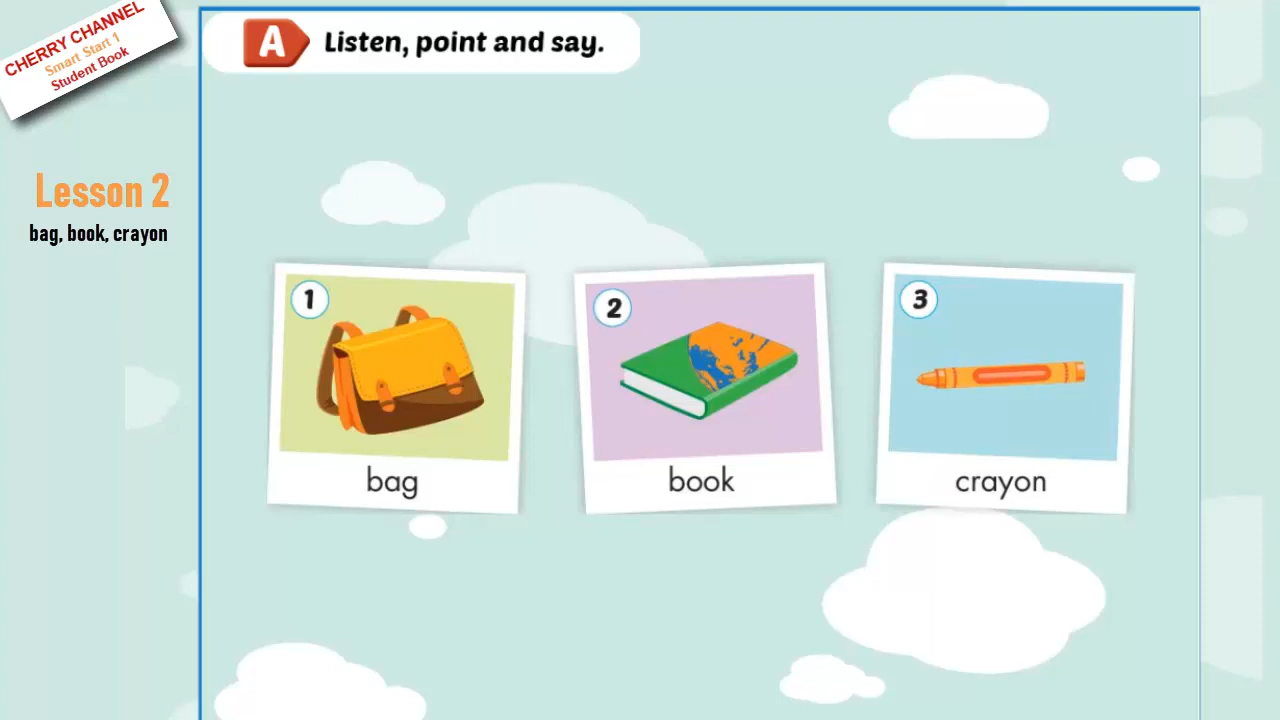 CHERRY CHANNEL
Smart Start 1
Student Book
A Listen, point and say.
Lesson 2
bag, book, crayon
1
2
3
bag
book
crayon